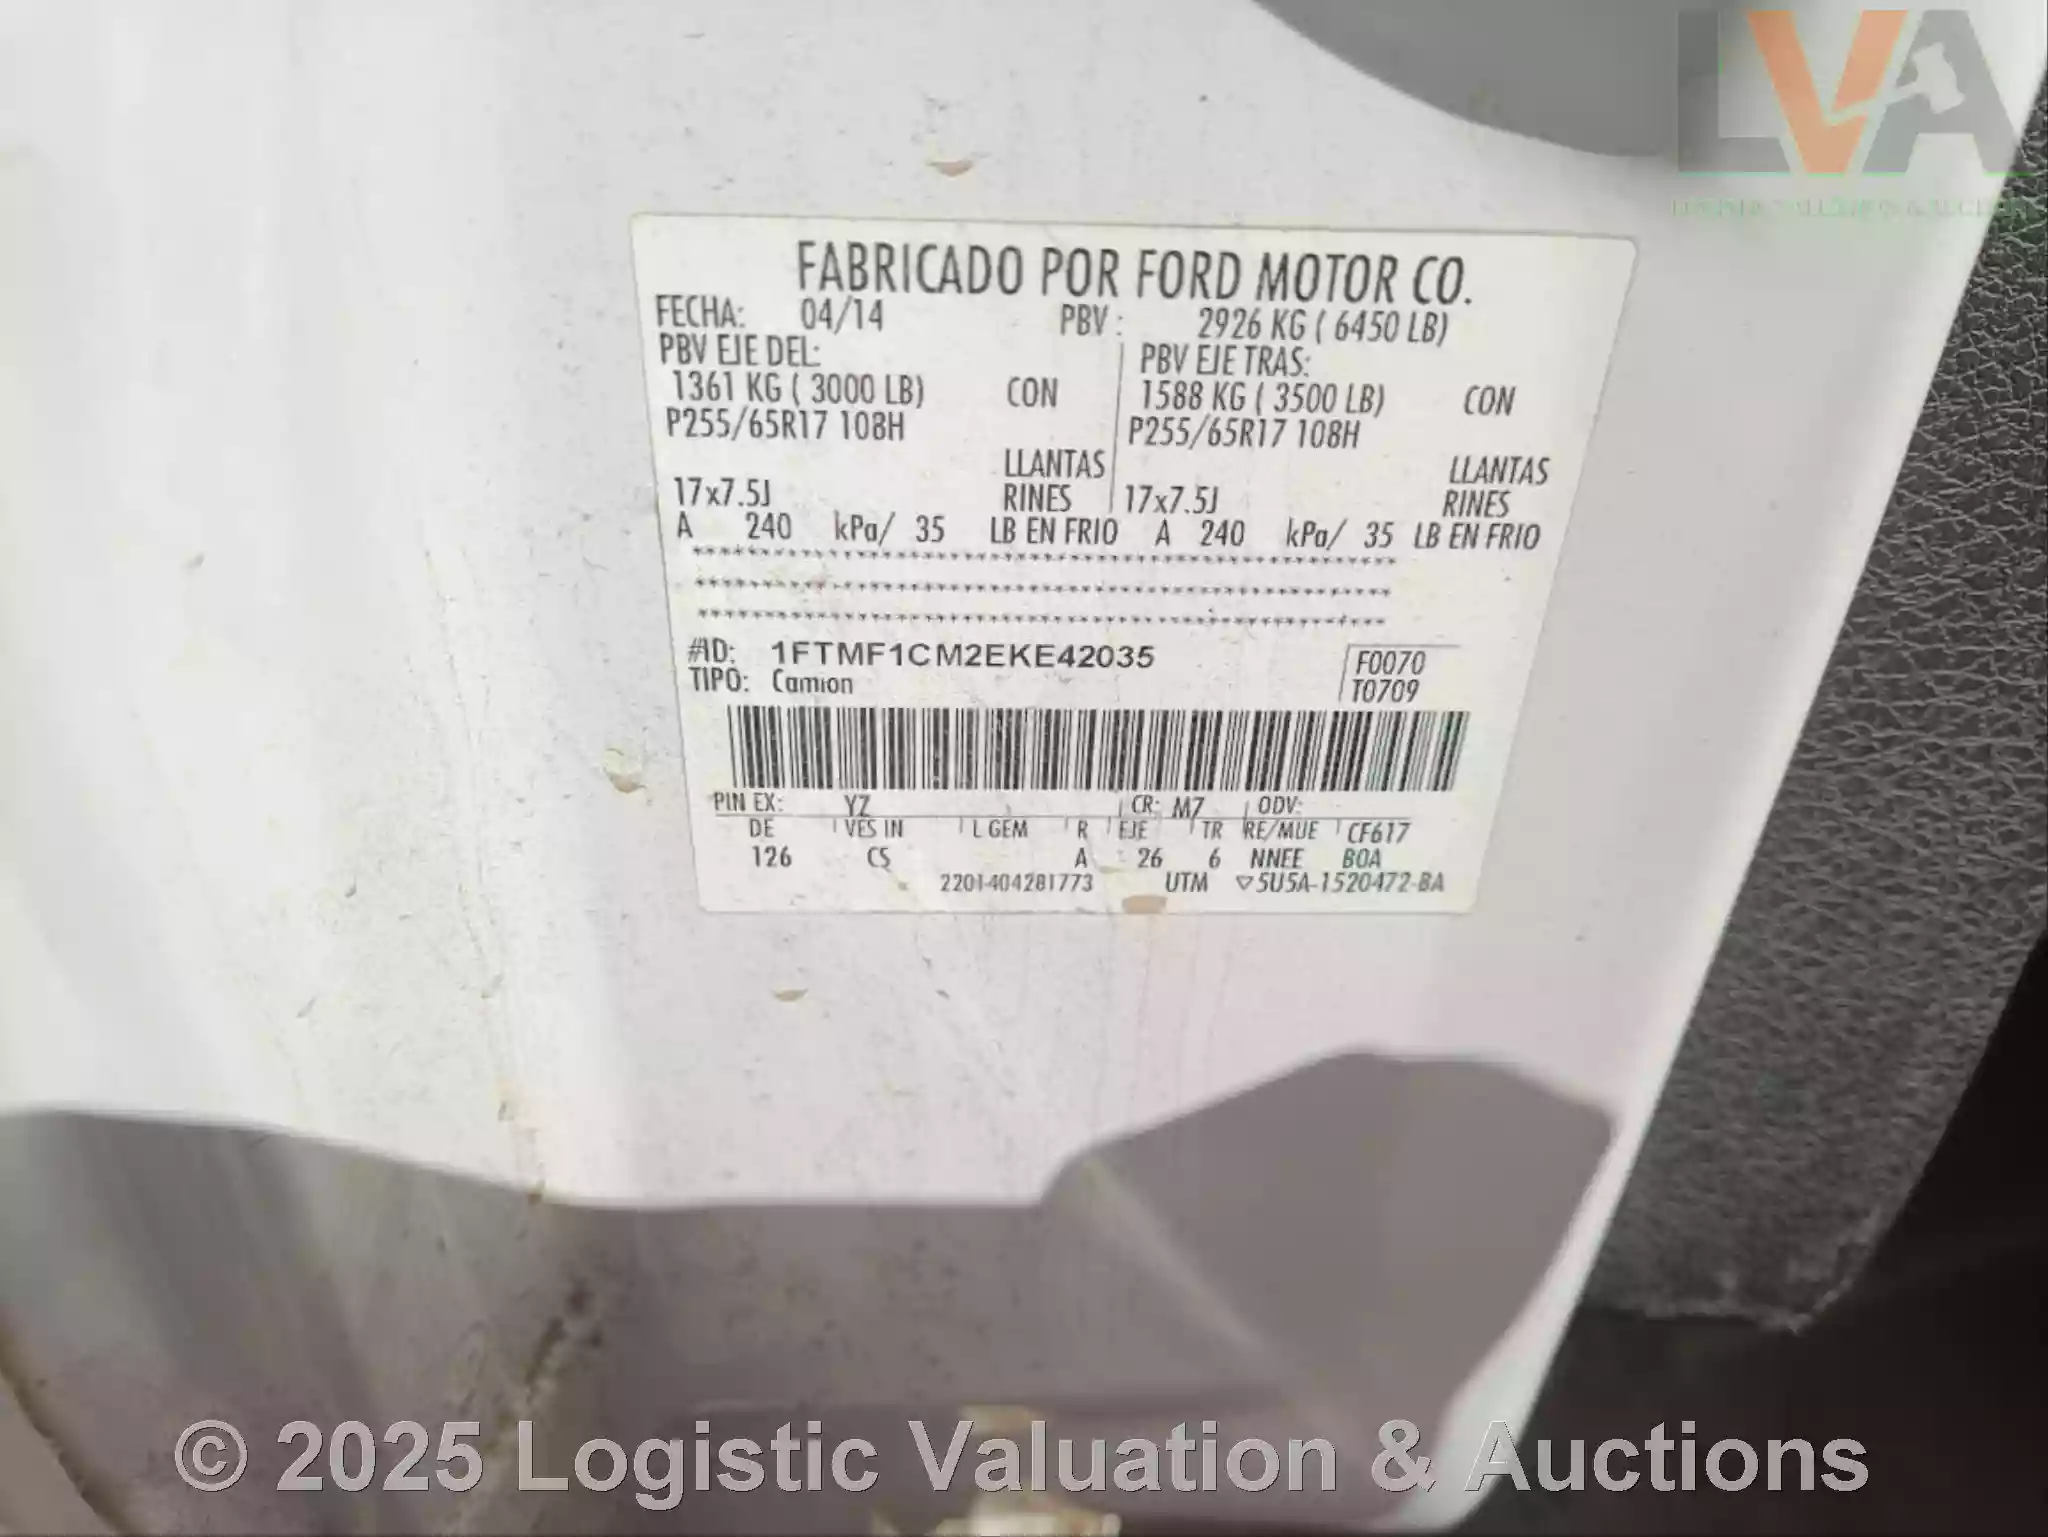 LVA
FABRICADO POR FORD MOTOR CO.
FECHA: 04/14 PBV: 2926 KG ( 6450 LB)
PBV EJE DEL: PBV EJE TRAS:
1361 KG ( 3000 LB) CON 1588 KG ( 3500 LB) CON
P255/65R17 108H P255/65R17 108H
LLANTAS LLANTAS
17x7.5J RINES 17x7.5J RINES
A 240 kPa/ 35 LB EN FRIO A 240 kPa/ 35 LB EN FRIO
#ID: 1FTMF1CM2EKE42035 F0070
TIPO: Camion T0709
PIN EX: YZ CR: M7 ODV:
DE VES IN L GEM R EJE TR RE/MUE CF617
126 CS A 26 6 NNEE BOA
2201404281773 UTM ▽5U5A-1520472-BA
© 2025 Logistic Valuation & Auctions